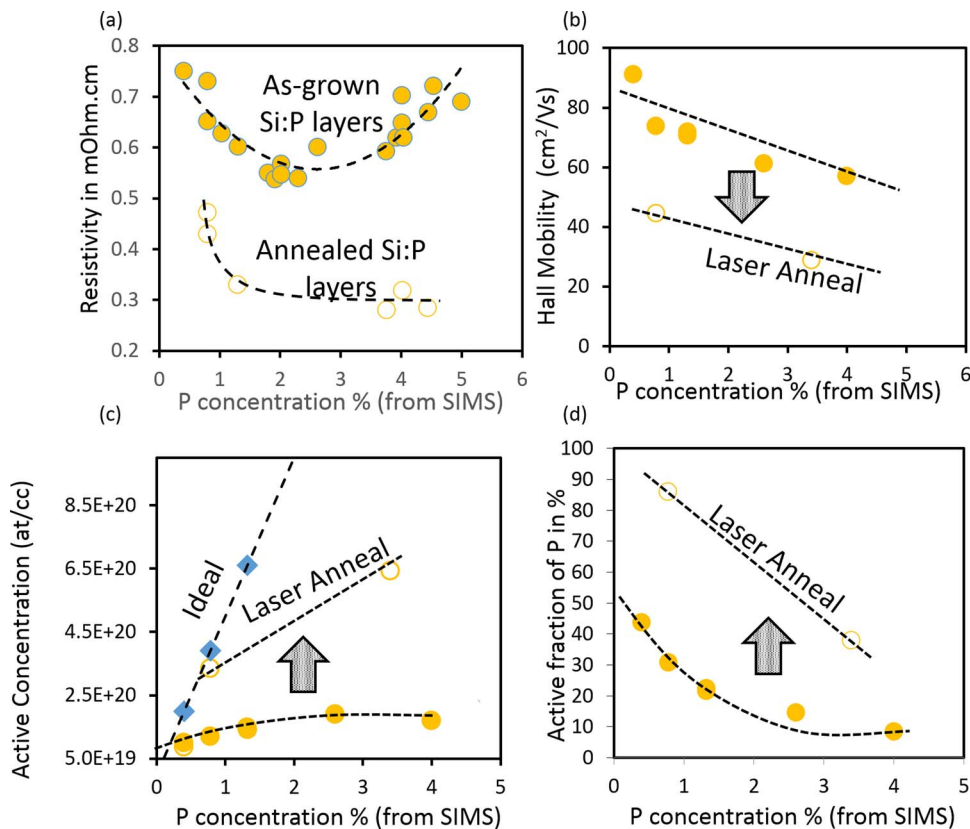 (a)
Resistivity in mOhm.cm
0.8
0.7
0.6
0.5
0.4
0.3
0.2
As-grown
Si:P layers
Annealed Si:P
layers
0 1 2 3 4 5 6
P concentration % (from SIMS)
(b)
Hall Mobility (cm²/Vs)
100
80
60
40
20
0
Laser Anneal
0 1 2 3 4 5 6
P concentration % (from SIMS)
(c)
Active Concentration (at/cc)
8.5E+20
6.5E+20
4.5E+20
2.5E+20
5.0E+19
Ideal
Laser Anneal
0 1 2 3 4 5
P concentration % (from SIMS)
(d)
Active fraction of P in %
100
90
80
70
60
50
40
30
20
10
0
Laser Anneal
0 1 2 3 4 5
P concentration % (from SIMS)